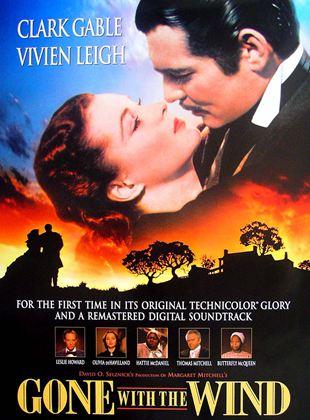 CLARK GABLE
VIVIEN LEIGH
FOR THE FIRST TIME IN ITS ORIGINAL TECHNICOLOR® GLORY
AND A REMASTERED DIGITAL SOUNDTRACK
LESLIE HOWARD OLIVIA DeHAVILLAND HATTIE McDANIEL THOMAS MITCHELL BUTTERFLY McQUEEN
DAVID O. SELZNICK'S PRODUCTION OF MARGARET MITCHELL'S
GONE WITH THE WIND